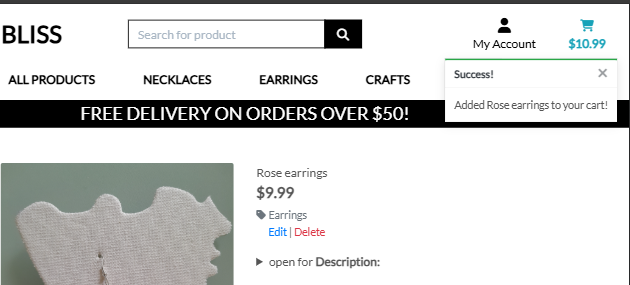 BLISS
Search for product
My Account
$10.99
ALL PRODUCTS NECKLACES EARRINGS CRAFTS
Success! ×
Added Rose earrings to your cart!
FREE DELIVERY ON ORDERS OVER $50!
Rose earrings
$9.99
Earrings
Edit | Delete
open for Description: